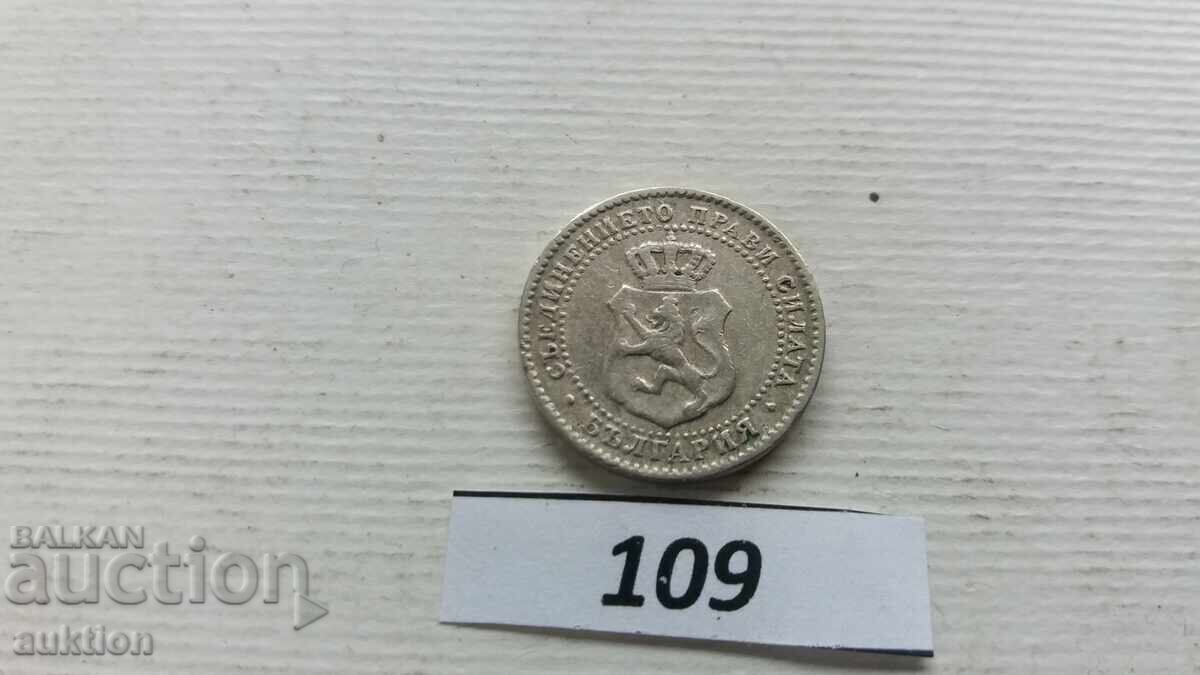 СЪЕДИНЕНИЕТО ПРАВИ СИЛАТА
• БЪЛГАРИЯ •
109
BALKAN
auction
auktion